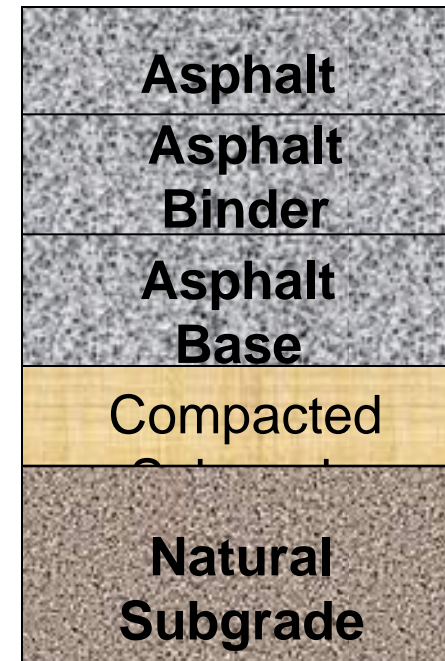 Asphalt
Asphalt
Binder
Asphalt
Base
Compacted
Natural
Subgrade